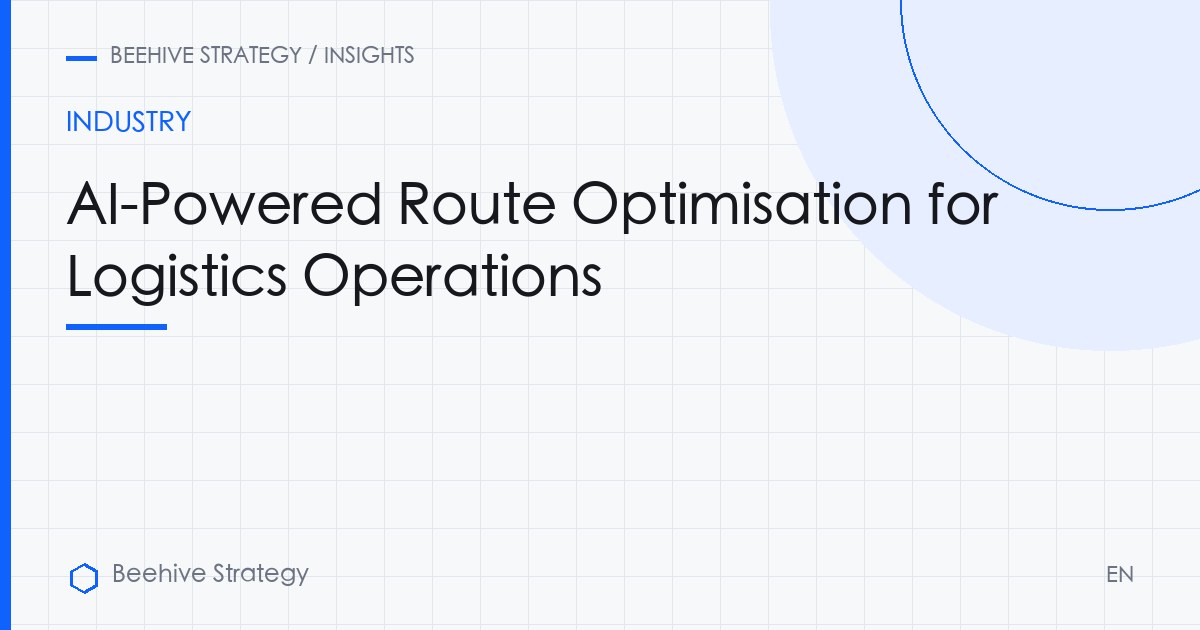 BEEHIVE STRATEGY / INSIGHTS
INDUSTRY
AI-Powered Route Optimisation for
Logistics Operations
Beehive Strategy
EN